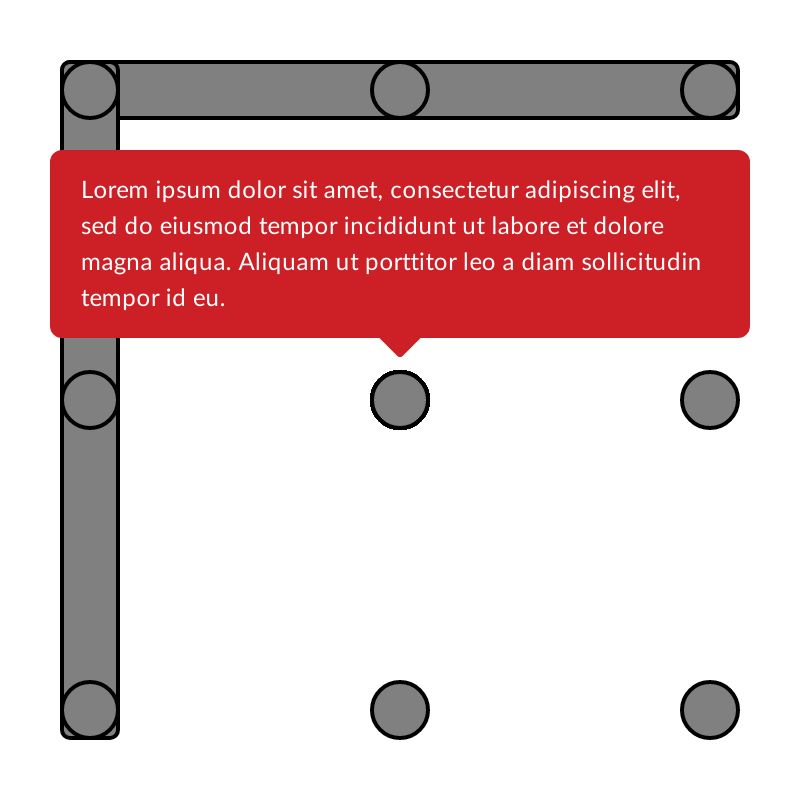 Lorem ipsum dolor sit amet, consectetur adipiscing elit,
sed do eiusmod tempor incididunt ut labore et dolore
magna aliqua. Aliquam ut porttitor leo a diam sollicitudin
tempor id eu.